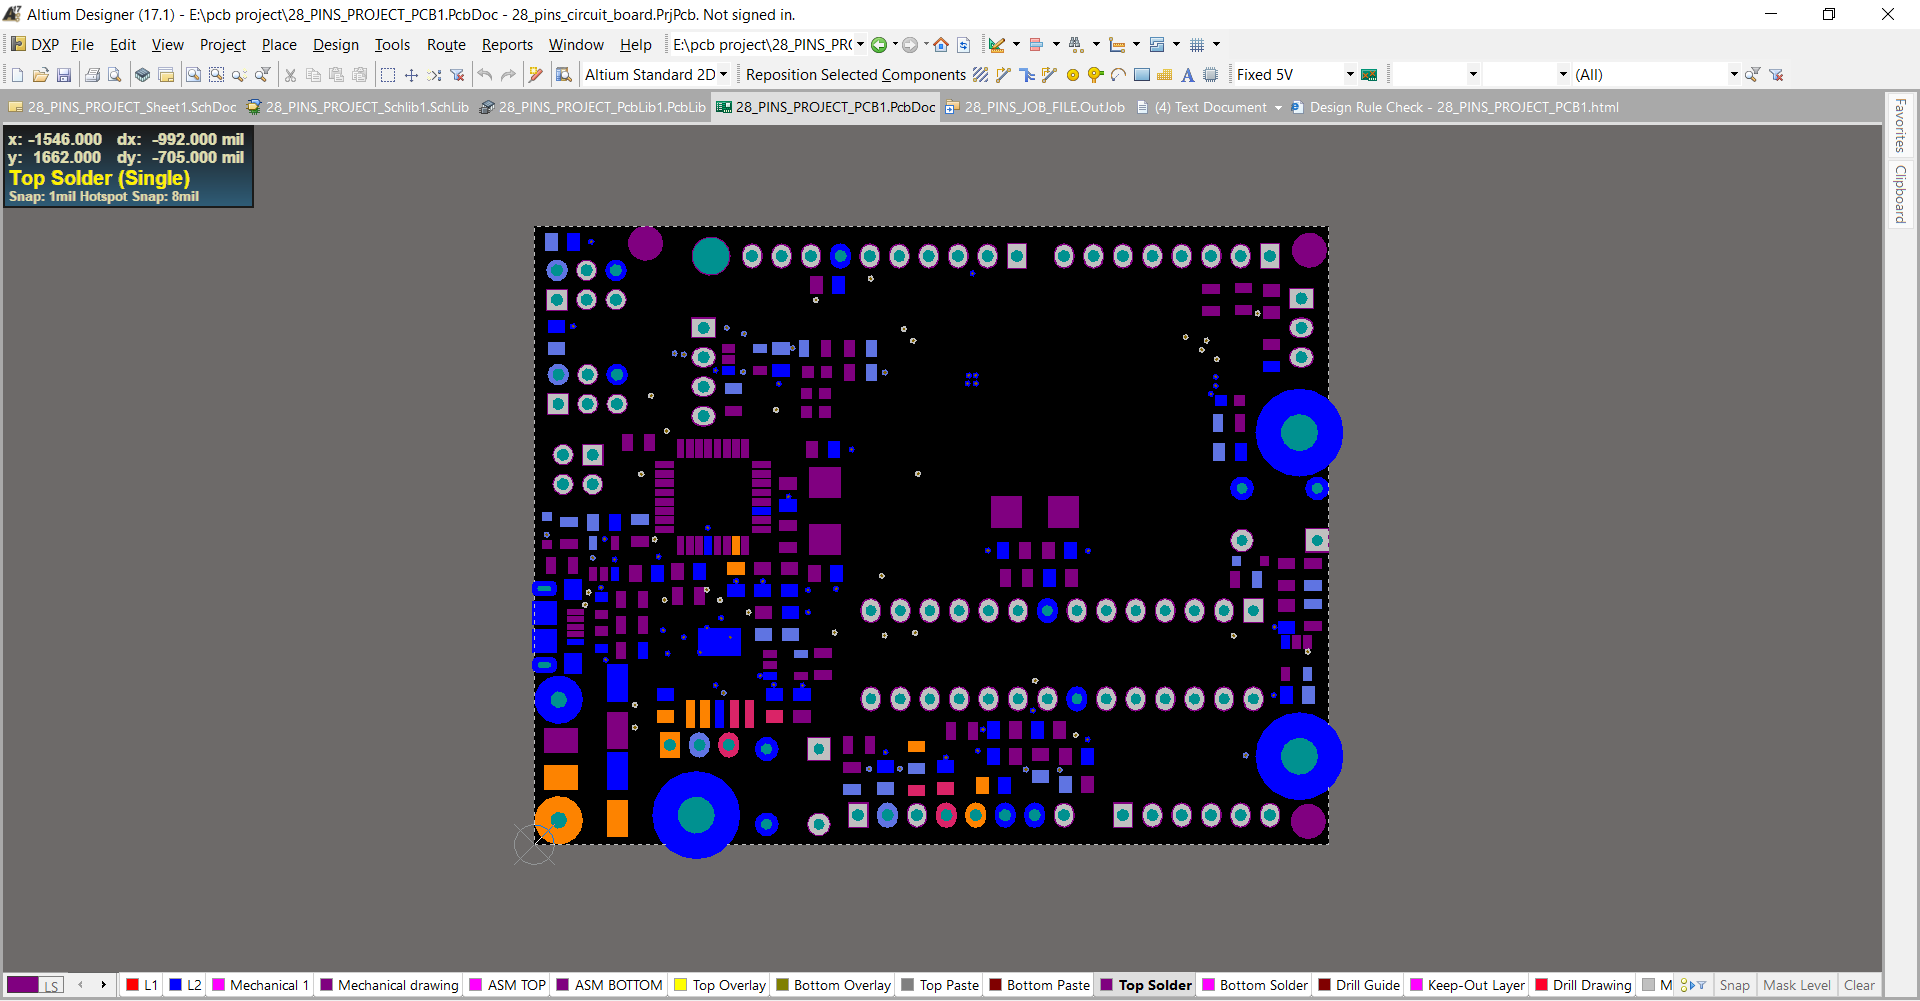 Altium Designer (17.1) - E:\pcb project\28_PINS_PROJECT_PCB1.PcbDoc - 28_pins_circuit_board.PrjPcb. Not signed in.
DXP File Edit View Project Place Design Tools Route Reports Window Help E:\pcb project\28_PINS_PR(
Altium Standard 2D Reposition Selected Components Fixed 5V (All)
28_PINS_PROJECT_Sheet1.SchDoc 28_PINS_PROJECT_Schlib1.SchLib 28_PINS_PROJECT_PcbLib1.PcbLib 28_PINS_PROJECT_PCB1.PcbDoc 28_PINS_JOB_FILE.OutJob (4) Text Document Design Rule Check - 28_PINS_PROJECT_PCB1.html
x: -1546.000 dx: -992.000 mil
y: 1662.000 dy: -705.000 mil
Top Solder (Single)
Snap: 1mil Hotspot Snap: 8mil
Favorites
Clipboard
LS L1 L2 Mechanical 1 Mechanical drawing ASM TOP ASM BOTTOM Top Overlay Bottom Overlay Top Paste Bottom Paste Top Solder Bottom Solder Drill Guide Keep-Out Layer Drill Drawing M Snap Mask Level Clear